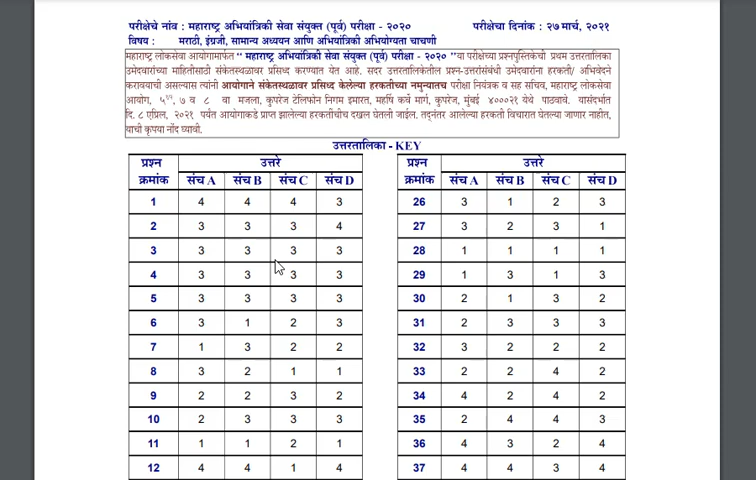 परीक्षेचे नांव : महाराष्ट्र अभियांत्रिकी सेवा संयुक्त (पूर्व) परीक्षा - २०२० परीक्षेचा दिनांक : २७ मार्च, २०२१
विषय : मराठी, इंग्रजी, सामान्य अध्ययन आणि अभियांत्रिकी अभियोग्यता चाचणी
महाराष्ट्र लोकसेवा आयोगामार्फत " महाराष्ट्र अभियांत्रिकी सेवा संयुक्त (पूर्व) परीक्षा - २०२० "या परीक्षेच्या प्रश्नपुस्तिकेची प्रथम उत्तरतालिका
उमेदवारांच्या माहितीसाठी संकेतस्थळावर प्रसिध्द करण्यात येत आहे. सदर उत्तरतालिकेतील प्रश्न-उत्तरांसंबंधी उमेदवारांना हरकती/ अभिवेदने
करावयाची असल्यास त्यांनी आयोगाने संकेतस्थळावर प्रसिध्द केलेल्या हरकतीच्या नमुन्यातच परीक्षा नियंत्रक व सह सचिव, महाराष्ट्र लोकसेवा
आयोग, ५ १/२, ७ व ८ वा मजला, कुपरेज टेलिफोन निगम इमारत, महर्षि कर्वे मार्ग, कुपरेज, मुंबई ४०००२१ येथे पाठवावे. यासंदर्भात
दि. ८ एप्रिल, २०२१ पर्यंत आयोगाकडे प्राप्त झालेल्या हरकतींचीच दखल घेतली जाईल. तद्नंतर आलेल्या हरकती विचारात घेतल्या जाणार नाहीत,
याची कृपया नोंद घ्यावी.
उत्तरतालिका - KEY
प्रश्न क्रमांक उत्तरे
संच A संच B संच C संच D
1 4 4 4 3
2 3 3 3 4
3 3 3 3 3
4 3 3 3 3
5 3 3 3 3
6 3 1 2 3
7 1 3 2 2
8 3 2 1 1
9 2 2 3 2
10 2 3 3 3
11 1 1 2 1
12 4 4 1 4
प्रश्न क्रमांक उत्तरे
संच A संच B संच C संच D
26 3 1 2 3
27 3 2 3 1
28 1 1 1 1
29 1 3 1 3
30 2 1 3 2
31 2 3 3 3
32 3 2 2 2
33 2 2 4 2
34 4 2 4 2
35 2 4 4 3
36 4 3 2 4
37 4 4 3 4